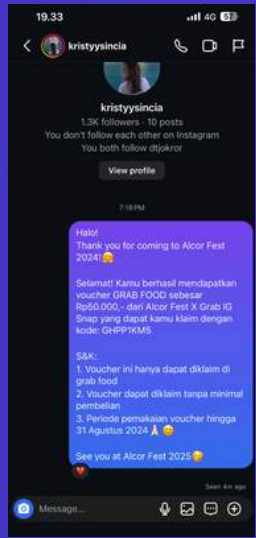 19.33
4G
kristyysincia
kristyysincia
1.3K followers · 10 posts
You don't follow each other on Instagram
You both follow dtjokror
View profile
7:18 PM
Halo!
Thank you for coming to Alcor Fest
2024!
Selamat! Kamu berhasil mendapatkan
voucher GRAB FOOD sebesar
Rp50.000,- dari Alcor Fest X Grab IG
Snap yang dapat kamu klaim dengan
kode: GHPP1KM5
S&K:
1. Voucher ini hanya dapat diklaim di
grab food
2. Voucher dapat diklaim tanpa minimal
pembelian
3. Periode pemakaian voucher hingga
31 Agustus 2024
See you at Alcor Fest 2025
Seen 4m ago
Message...